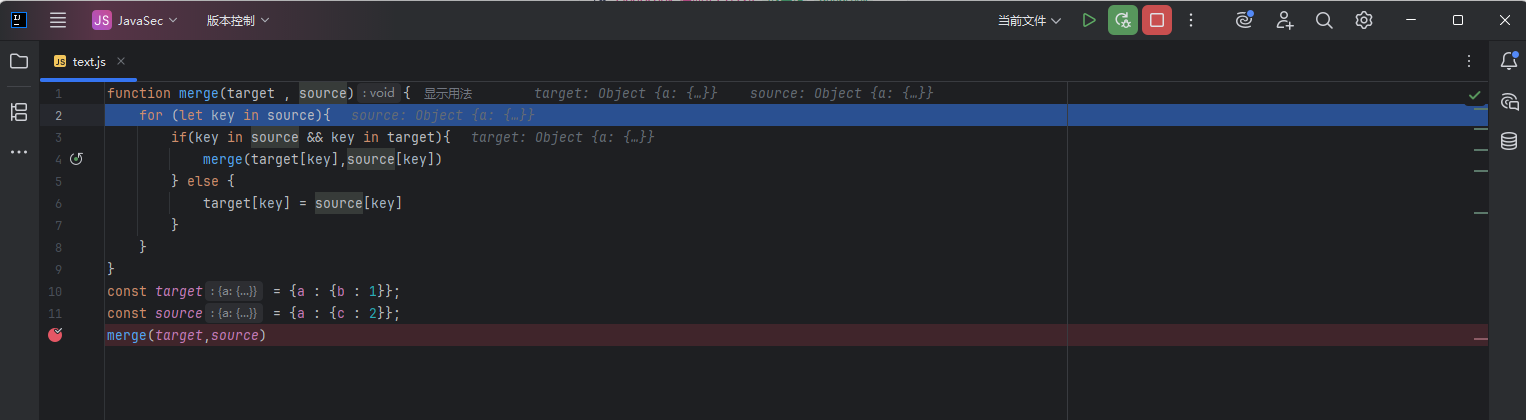 JS JavaSec 版本控制 当前文件
JS text.js
1 function merge(target , source) : void { 显示用法 target: Object {a: {…}} source: Object {a: {…}}
2 for (let key in source){ source: Object {a: {…}}
3 if(key in source && key in target){ target: Object {a: {…}}
4 merge(target[key],source[key])
5 } else {
6 target[key] = source[key]
7 }
8 }
9 }
10 const target : {a: {…}} = {a : {b : 1}};
11 const source : {a: {…}} = {a : {c : 2}};
merge(target,source)